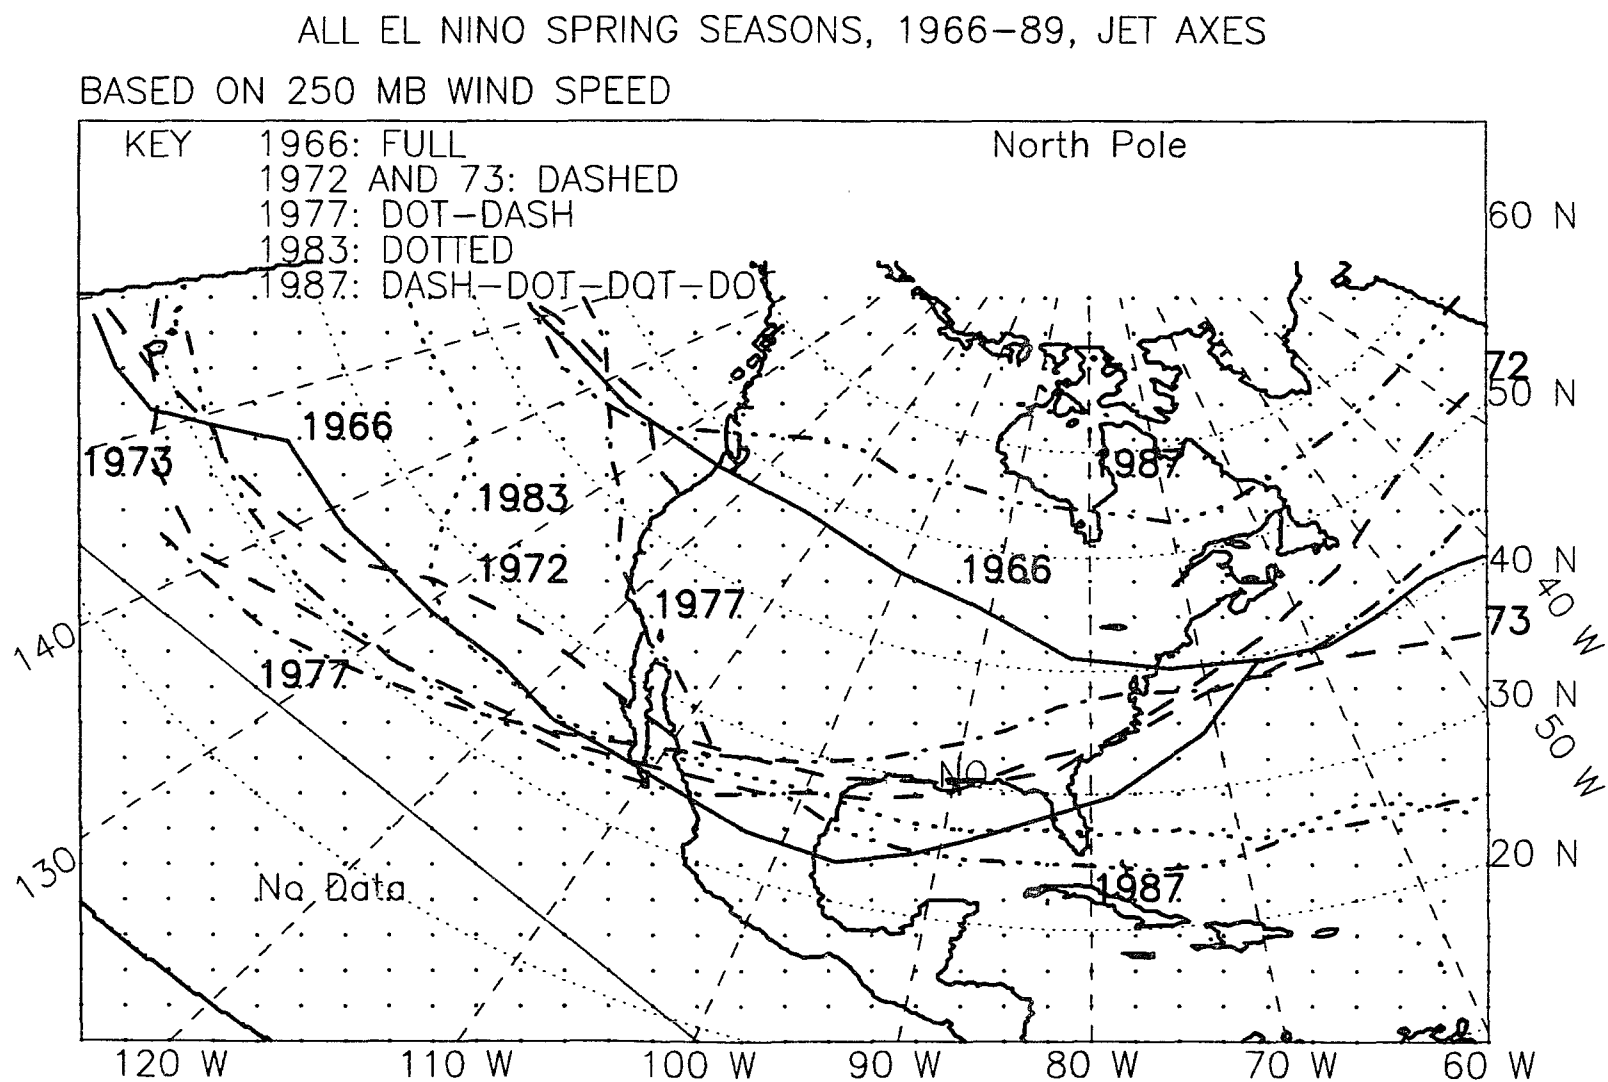 ALL EL NINO SPRING SEASONS, 1966-89, JET AXES
BASED ON 250 MB WIND SPEED
KEY 1966: FULL
1972 AND 73: DASHED
1977: DOT-DASH
1983: DOTTED
1987: DASH-DOT-DOT-DOT
North Pole
60 N
72
50 N
1966
1973
1987
1983
1972
1966
40 N
40 W
1977
73
140
1977
30 N
50 W
NO
20 N
130
No Data
1987
120 W 110 W 100 W 90 W 80 W 70 W 60 W